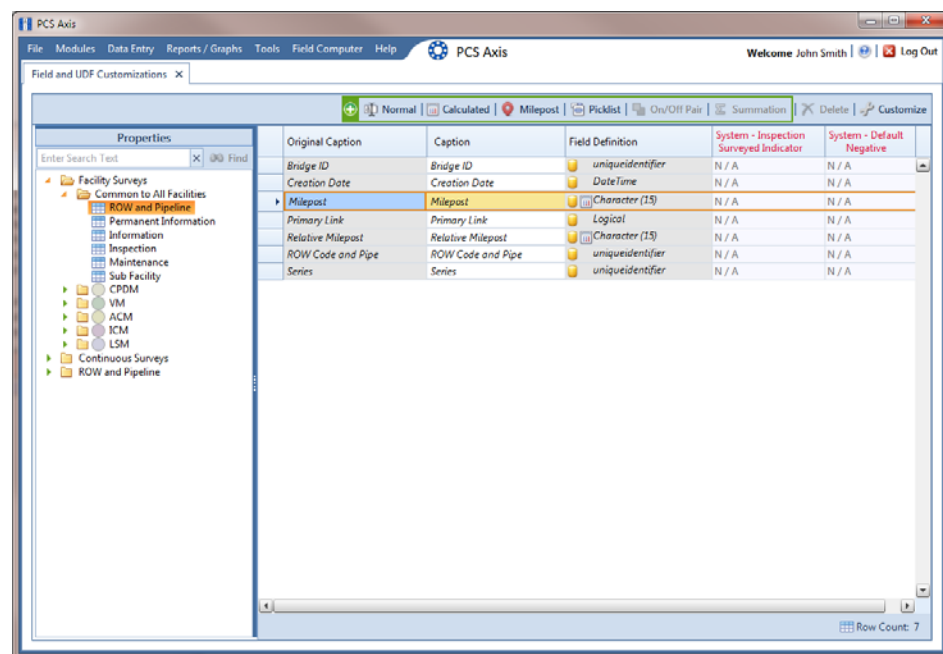 PCS Axis
File Modules Data Entry Reports / Graphs Tools Field Computer Help PCS Axis Welcome John Smith | | Log Out
Field and UDF Customizations X
Normal | Calculated | Milepost | Picklist | On/Off Pair | Summation | Delete | Customize
Properties
Enter Search Text X Find
Facility Surveys
Common to All Facilities
ROW and Pipeline
Permanent Information
Information
Inspection
Maintenance
Sub Facility
CPDM
VM
ACM
ICM
LSM
Continuous Surveys
ROW and Pipeline
Original Caption Caption Field Definition System - Inspection Surveyed Indicator System - Default Negative
Bridge ID Bridge ID uniqueidentifier N / A N / A
Creation Date Creation Date DateTime N / A N / A
Milepost Milepost Character (15) N / A N / A
Primary Link Primary Link Logical N / A N / A
Relative Milepost Relative Milepost Character (15) N / A N / A
ROW Code and Pipe ROW Code and Pipe uniqueidentifier N / A N / A
Series Series uniqueidentifier N / A N / A
Row Count: 7